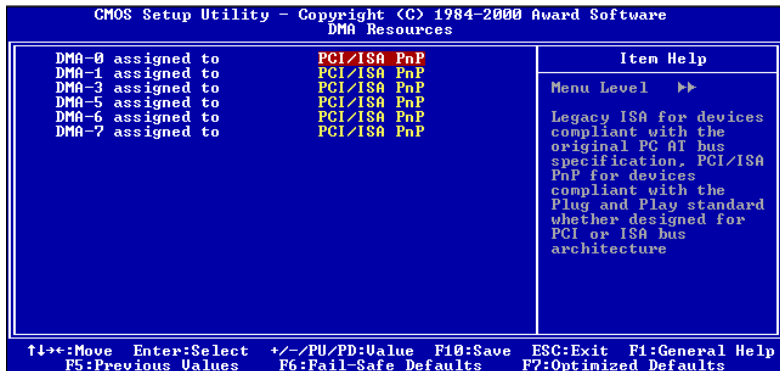 CMOS Setup Utility - Copyright (C) 1984-2000 Award Software
DMA Resources
DMA-0 assigned to PCI/ISA PnP
DMA-1 assigned to PCI/ISA PnP
DMA-3 assigned to PCI/ISA PnP
DMA-5 assigned to PCI/ISA PnP
DMA-6 assigned to PCI/ISA PnP
DMA-7 assigned to PCI/ISA PnP
Item Help
Menu Level ▶▶
Legacy ISA for devices
compliant with the
original PC AT bus
specification, PCI/ISA
PnP for devices
compliant with the
Plug and Play standard
whether designed for
PCI or ISA bus
architecture
↑↓→←:Move Enter:Select +/-/PU/PD:Value F10:Save ESC:Exit F1:General Help
F5:Previous Values F6:Fail-Safe Defaults F7:Optimized Defaults